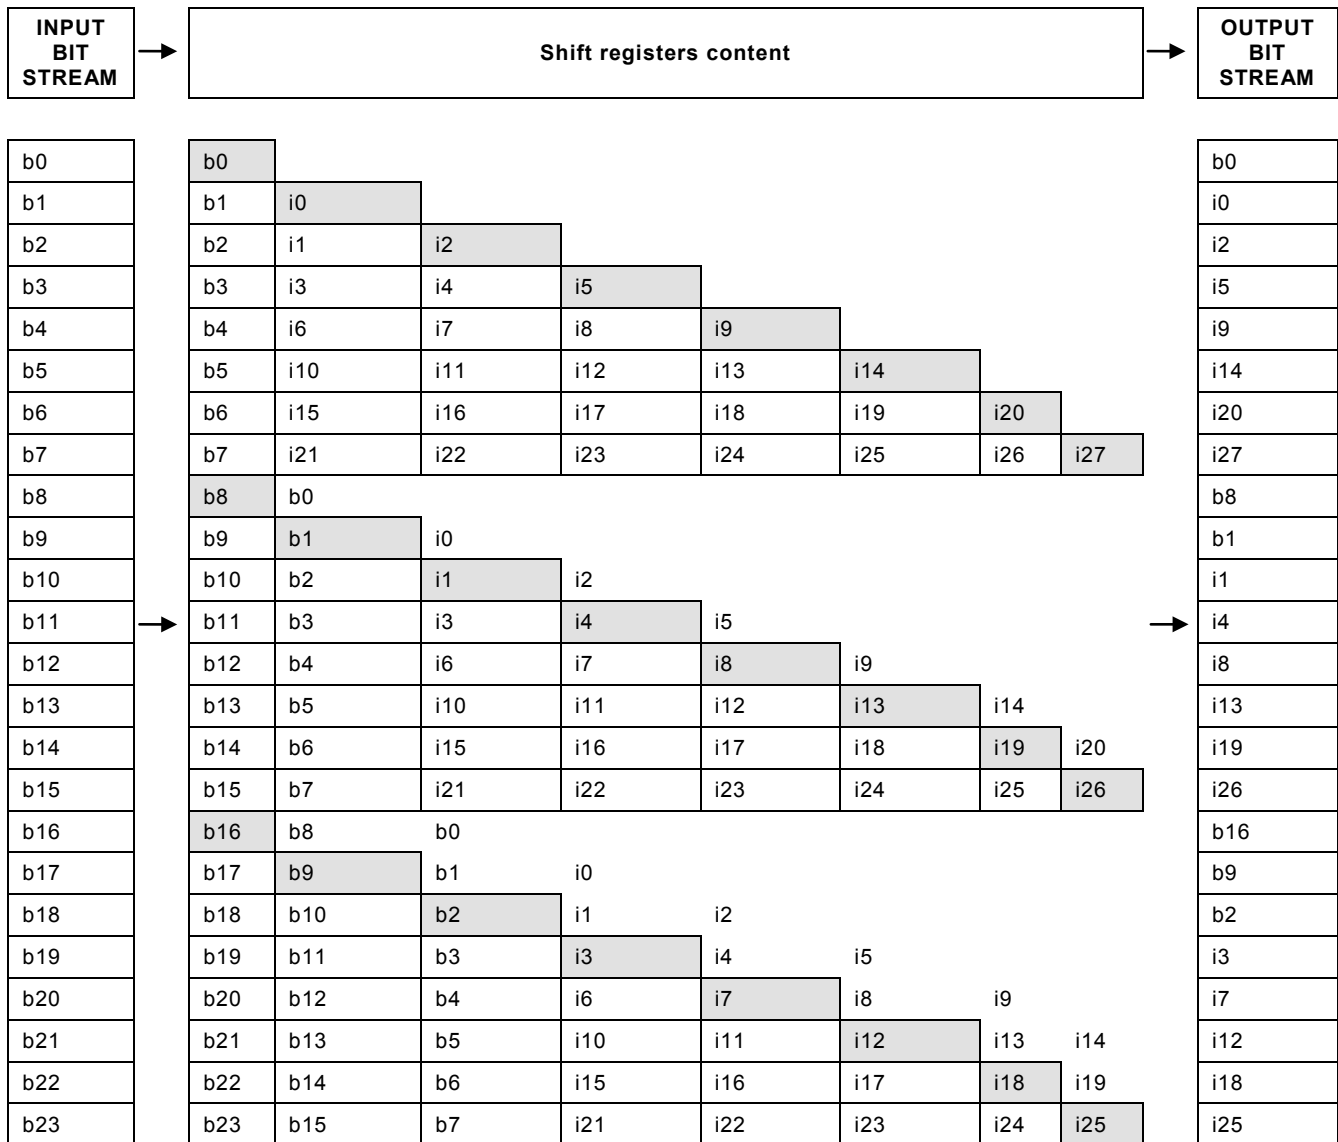 INPUT BIT STREAM Shift registers content OUTPUT BIT STREAM
b0 b0 b0
b1 b1 i0 i0
b2 b2 i1 i2 i2
b3 b3 i3 i4 i5 i5
b4 b4 i6 i7 i8 i9 i9
b5 b5 i10 i11 i12 i13 i14 i14
b6 b6 i15 i16 i17 i18 i19 i20 i20
b7 b7 i21 i22 i23 i24 i25 i26 i27 i27
b8 b8 b0 b8
b9 b9 b1 i0 b1
b10 b10 b2 i1 i2 i1
b11 b11 b3 i3 i4 i5 i4
b12 b12 b4 i6 i7 i8 i9 i8
b13 b13 b5 i10 i11 i12 i13 i14 i13
b14 b14 b6 i15 i16 i17 i18 i19 i20 i19
b15 b15 b7 i21 i22 i23 i24 i25 i26 i26
b16 b16 b8 b0 b16
b17 b17 b9 b1 i0 b9
b18 b18 b10 b2 i1 i2 b2
b19 b19 b11 b3 i3 i4 i5 i3
b20 b20 b12 b4 i6 i7 i8 i9 i7
b21 b21 b13 b5 i10 i11 i12 i13 i14 i12
b22 b22 b14 b6 i15 i16 i17 i18 i19 i18
b23 b23 b15 b7 i21 i22 i23 i24 i25 i25